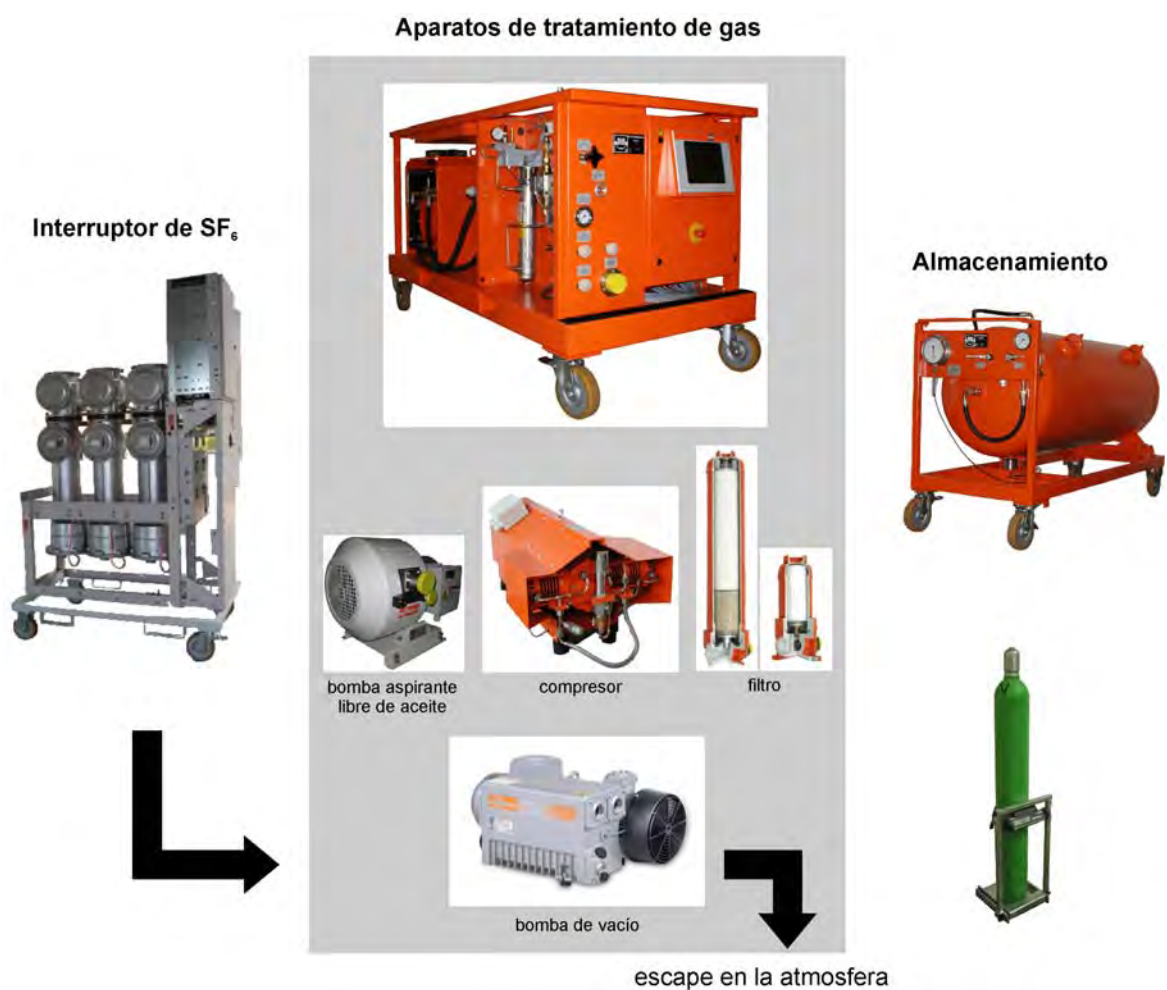 Aparatos de tratamiento de gas
Interruptor de SF₆
Almacenamiento
bomba aspirante
libre de aceite
compresor
filtro
bomba de vacío
escape en la atmosfera